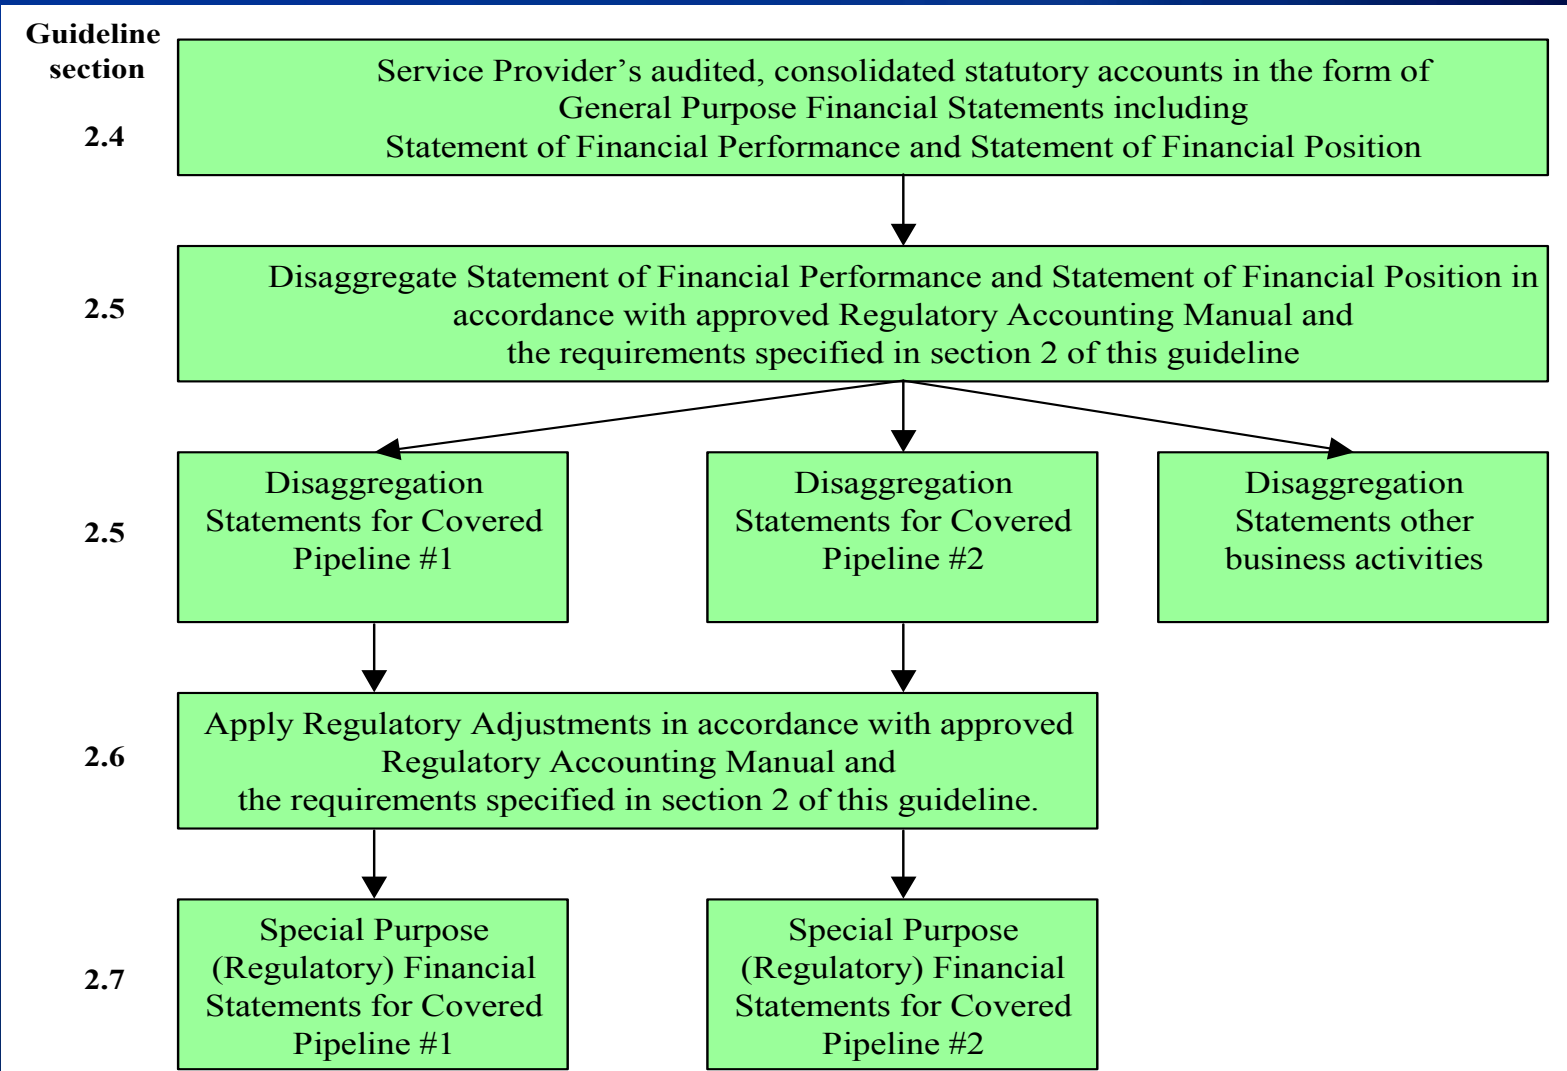 Guideline
section
Service Provider’s audited, consolidated statutory accounts in the form of
General Purpose Financial Statements including
2.4
Statement of Financial Performance and Statement of Financial Position
Disaggregate Statement of Financial Performance and Statement of Financial Position in
2.5
accordance with approved Regulatory Accounting Manual and
the requirements specified in section 2 of this guideline
2.5
Disaggregation
Statements for Covered
Pipeline #1
Disaggregation
Statements for Covered
Pipeline #2
Disaggregation
Statements other
business activities
2.6
Apply Regulatory Adjustments in accordance with approved
Regulatory Accounting Manual and
the requirements specified in section 2 of this guideline.
2.7
Special Purpose
(Regulatory) Financial
Statements for Covered
Pipeline #1
Special Purpose
(Regulatory) Financial
Statements for Covered
Pipeline #2